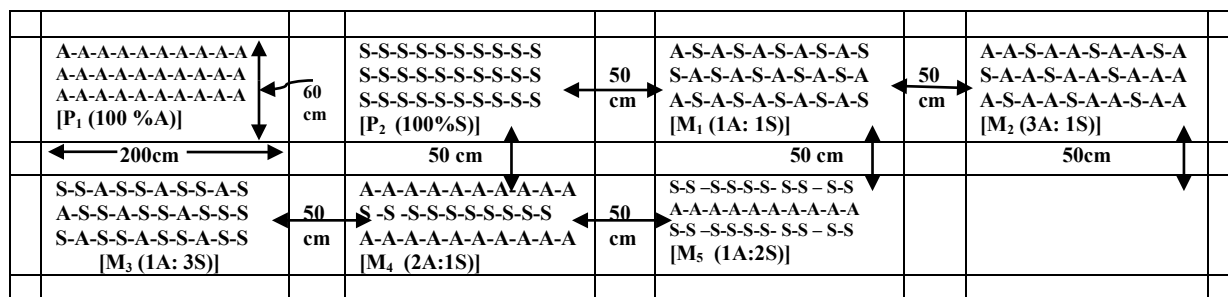 A-A-A-A-A-A-A-A-A-A
A-A-A-A-A-A-A-A-A-A
A-A-A-A-A-A-A-A-A-A
[P1 (100 %A)]
60
cm
S-S-S-S-S-S-S-S-S-S
S-S-S-S-S-S-S-S-S-S
S-S-S-S-S-S-S-S-S-S
[P2 (100%S)]
50
cm
A-S-A-S-A-S-A-S-A-S
S-A-S-A-S-A-S-A-S-A
A-S-A-S-A-S-A-S-A-S
[M1 (1A: 1S)]
50
cm
A-A-S-A-A-S-A-A-S-A
S-A-A-S-A-A-S-A-A-A
A-S-A-A-S-A-A-S-A-A
[M2 (3A: 1S)]
200cm
50 cm
50 cm
50cm
S-S-A-S-S-A-S-S-A-S
A-S-S-A-S-S-A-S-S-S
S-A-S-S-A-S-S-A-S-S
[M3 (1A: 3S)]
50
cm
A-A-A-A-A-A-A-A-A-A
S -S -S-S-S-S-S-S-S-S
A-A-A-A-A-A-A-A-A-A
[M4 (2A:1S)]
50
cm
S-S –S-S-S-S- S-S – S-S
A-A-A-A-A-A-A-A-A-A
S-S –S-S-S-S- S-S – S-S
[M5 (1A:2S)]